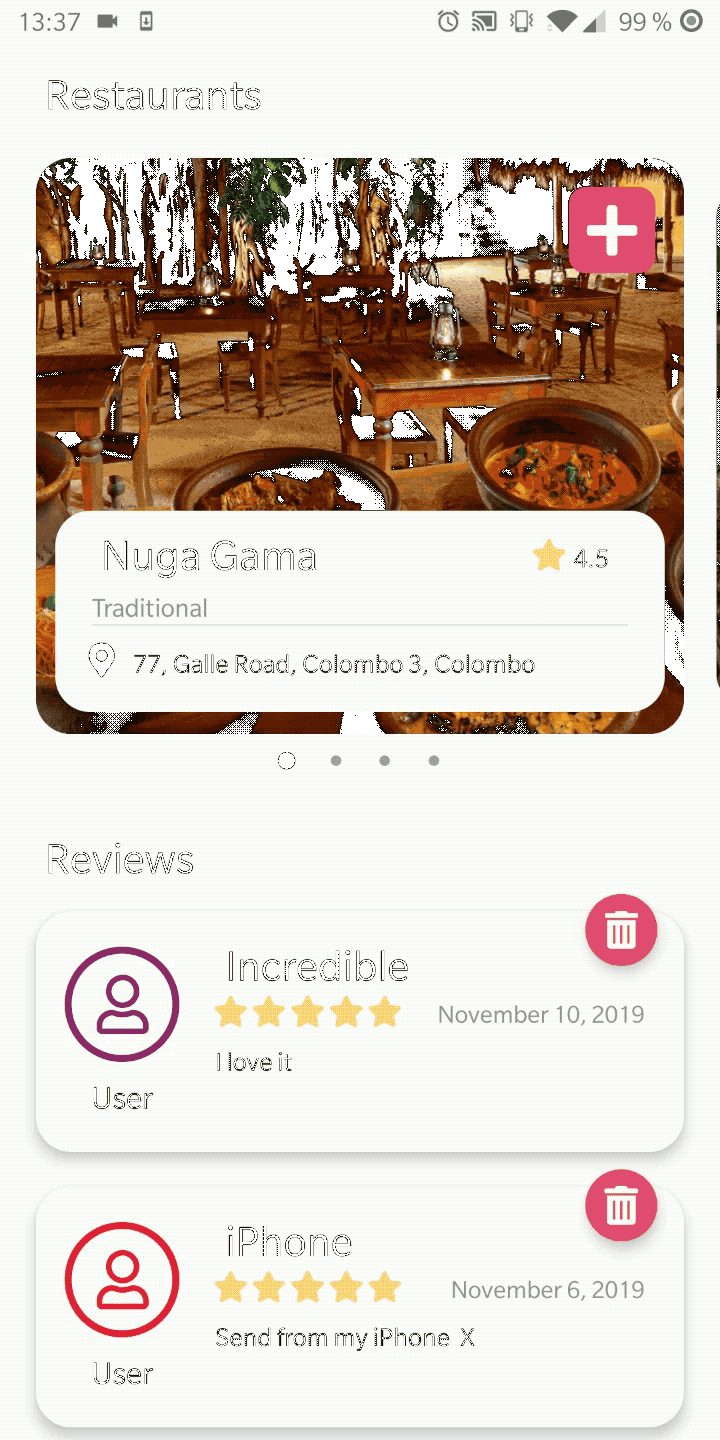 13:37 99 %
Restaurants
Nuga Gama 4.5
Traditional
77, Galle Road, Colombo 3, Colombo
Reviews
Incredible
November 10, 2019
I love it
User
iPhone
November 6, 2019
Send from my iPhone X
User